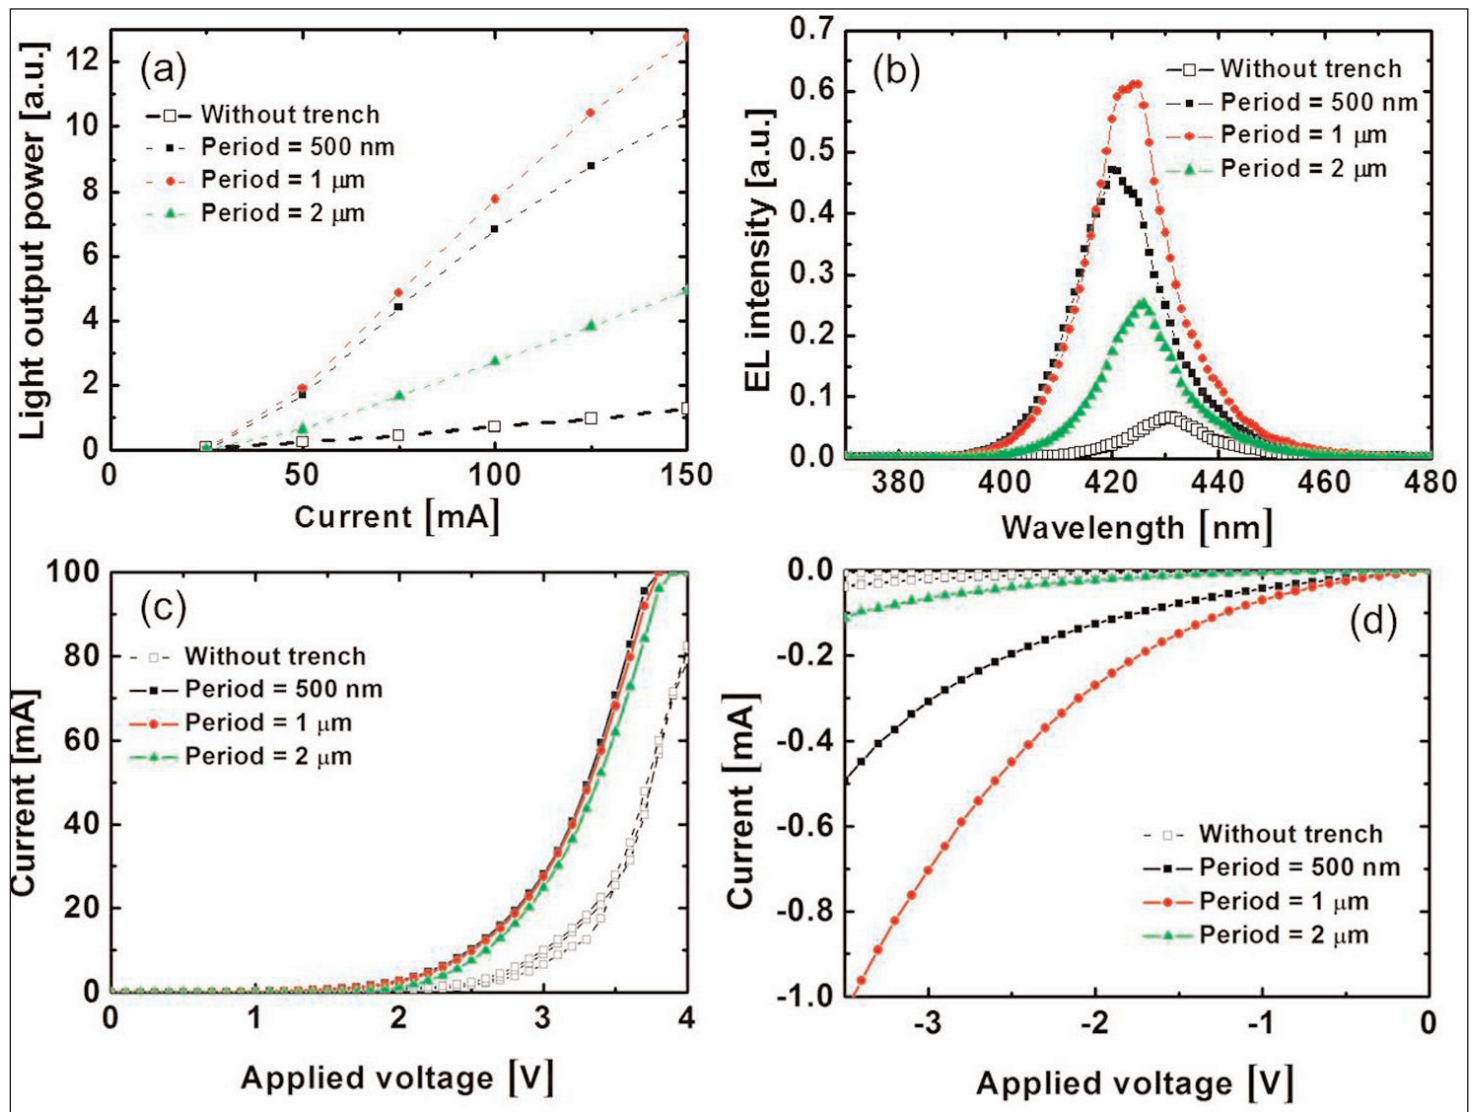 (a)
Light output power [a.u.]
12
10
8
6
4
2
0
Without trench
Period = 500 nm
Period = 1 μm
Period = 2 μm
0 50 100 150
Current [mA]
(b)
EL intensity [a.u.]
0.7
0.6
0.5
0.4
0.3
0.2
0.1
0.0
Without trench
Period = 500 nm
Period = 1 μm
Period = 2 μm
380 400 420 440 460 480
Wavelength [nm]
(c)
Current [mA]
100
80
60
40
20
0
Without trench
Period = 500 nm
Period = 1 μm
Period = 2 μm
0 1 2 3 4
Applied voltage [V]
(d)
Current [mA]
0.0
-0.2
-0.4
-0.6
-0.8
-1.0
Without trench
Period = 500 nm
Period = 1 μm
Period = 2 μm
-3 -2 -1 0
Applied voltage [V]